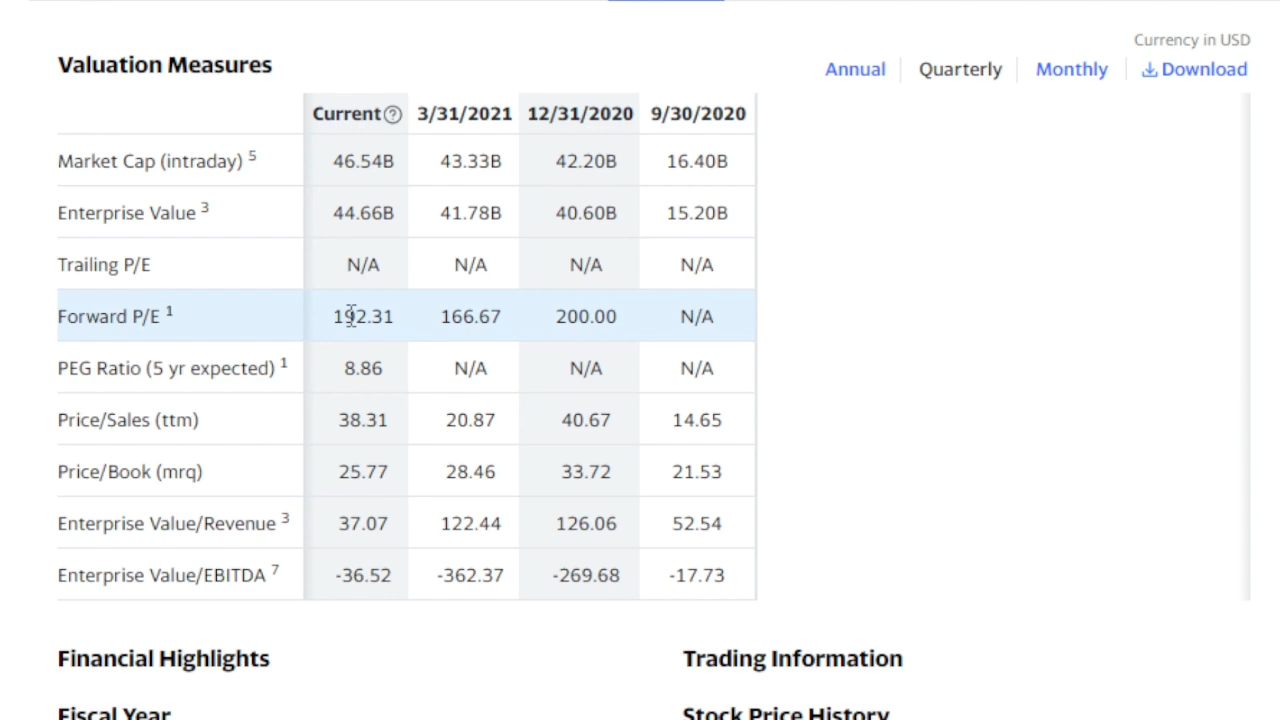 Currency in USD
Valuation Measures Annual Quarterly Monthly Download
Current 3/31/2021 12/31/2020 9/30/2020
Market Cap (intraday) 5 46.54B 43.33B 42.20B 16.40B
Enterprise Value 3 44.66B 41.78B 40.60B 15.20B
Trailing P/E N/A N/A N/A N/A
Forward P/E 1 192.31 166.67 200.00 N/A
PEG Ratio (5 yr expected) 1 8.86 N/A N/A N/A
Price/Sales (ttm) 38.31 20.87 40.67 14.65
Price/Book (mrq) 25.77 28.46 33.72 21.53
Enterprise Value/Revenue 3 37.07 122.44 126.06 52.54
Enterprise Value/EBITDA 7 -36.52 -362.37 -269.68 -17.73
Financial Highlights Trading Information
Fiscal Year Stock Price History